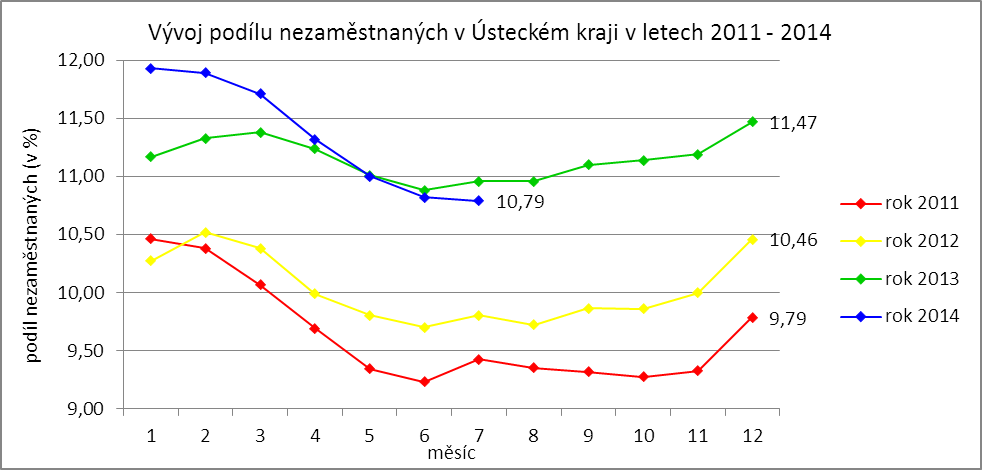 Vývoj podílu nezaměstnaných v Ústeckém kraji v letech 2011 - 2014
podíl nezaměstnaných (v %)
12,00
11,50
11,00
10,50
10,00
9,50
9,00
11,47
10,79
10,46
9,79
rok 2011
rok 2012
rok 2013
rok 2014
1 2 3 4 5 6 7 8 9 10 11 12
měsíc